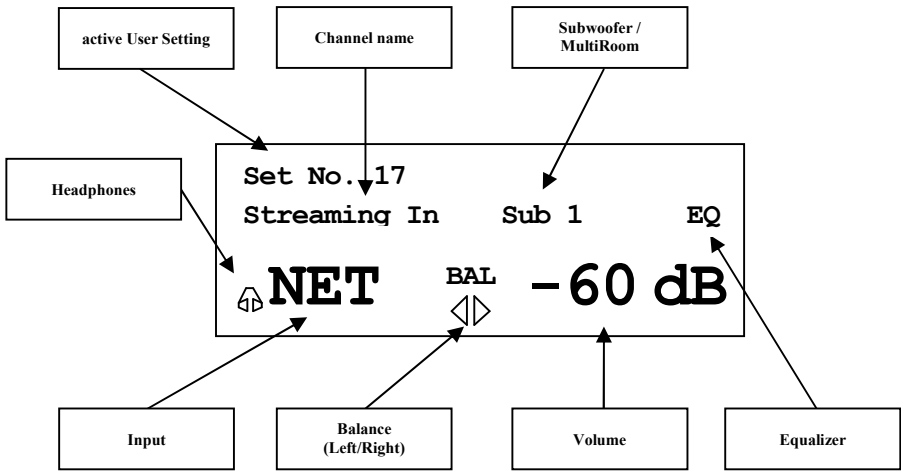 active User Setting
Channel name
Subwoofer /
MultiRoom
Headphones
Set No. 17
Streaming In Sub 1 EQ
NET BAL -60 dB
Input
Balance
(Left/Right)
Volume
Equalizer